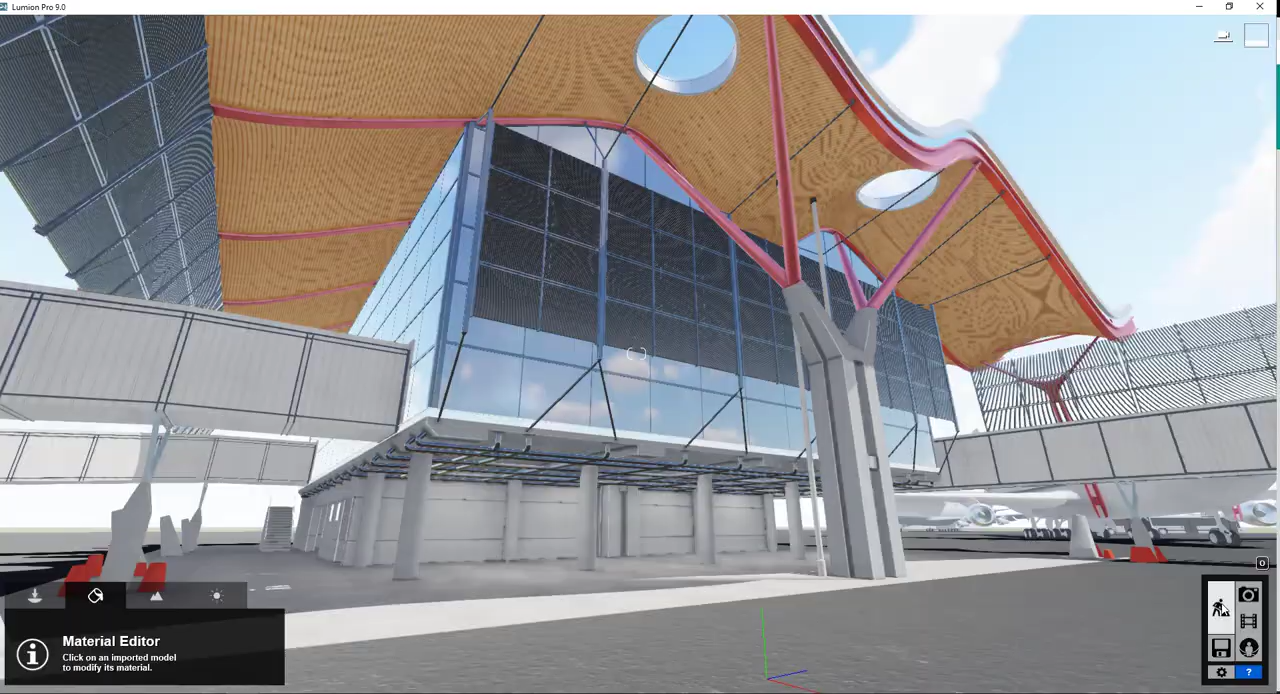 Lumion Pro 9.0
Material Editor
Click on an imported model
to modify its material.
?